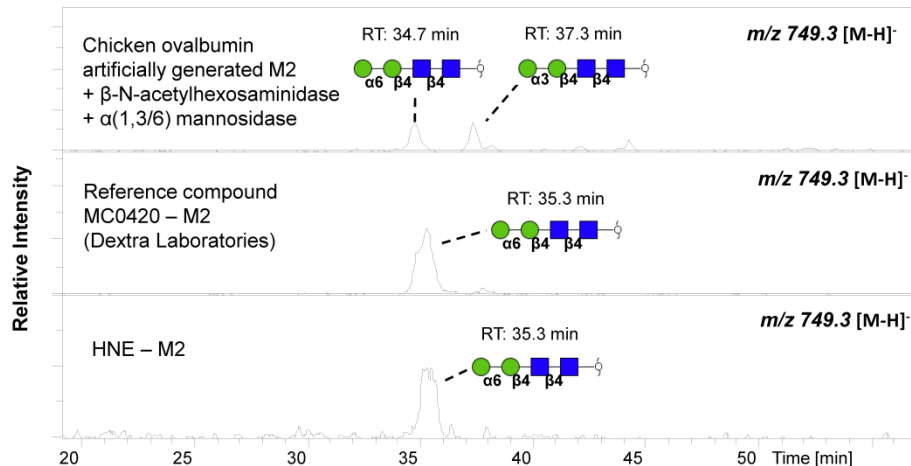 RT: 34.7 min
RT: 37.3 min
m/z 749.3 [M-H]-
Chicken ovalbumin
artificially generated M2
+ β-N-acetylhexosaminidase
+ α(1,3/6) mannosidase
α6 β4 β4
α3 β4 β4
m/z 749.3 [M-H]-
Reference compound
MC0420 – M2
(Dextra Laboratories)
RT: 35.3 min
α6 β4 β4
m/z 749.3 [M-H]-
HNE – M2
RT: 35.3 min
α6 β4 β4
Relative Intensity
20 25 30 35 40 45 50 Time [min]